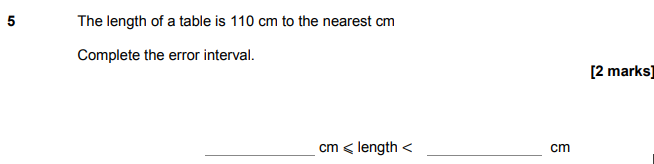 5 The length of a table is 110 cm to the nearest cm
Complete the error interval.
[2 marks]
cm ⩽ length < cm